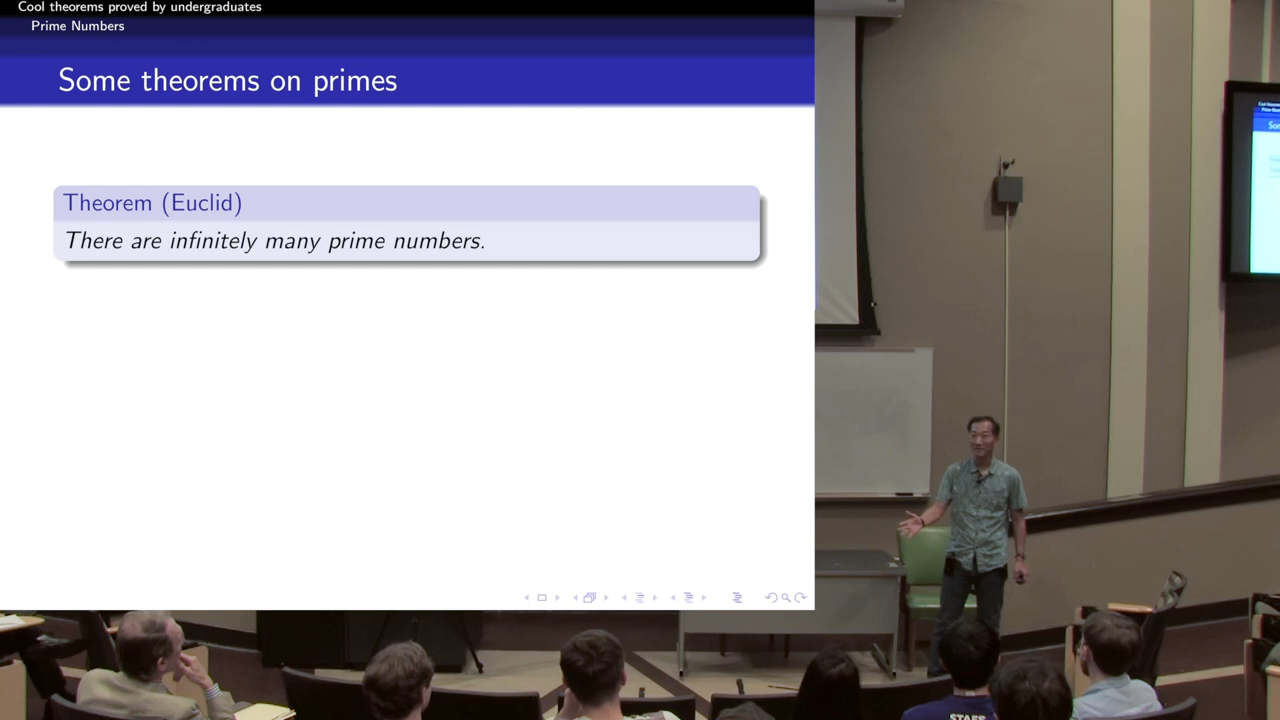 Cool theorems proved by undergraduates
Prime Numbers
Some theorems on primes
Theorem (Euclid)
There are infinitely many prime numbers.
STAFF